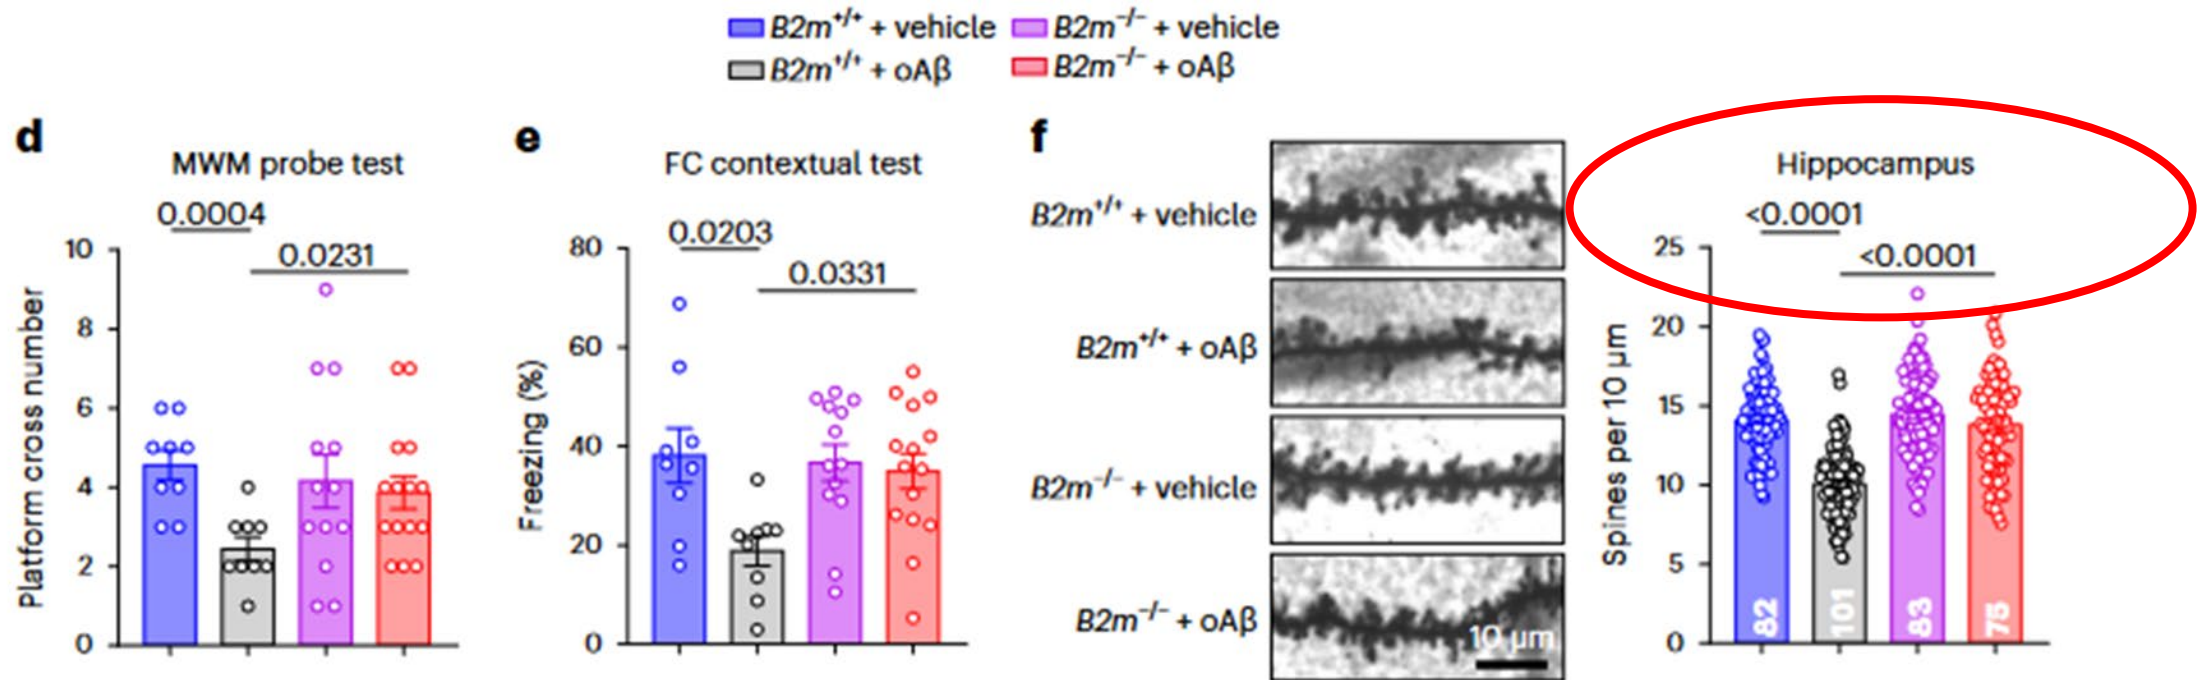 B2m+/+ + vehicle
B2m−/− + vehicle
B2m+/+ + oAβ
B2m−/− + oAβ
d
MWM probe test
0.0004
0.0231
Platform cross number
10
8
6
4
2
0
e
FC contextual test
0.0203
0.0331
Freezing (%)
80
60
40
20
0
f
B2m+/+ + vehicle
B2m+/+ + oAβ
B2m−/− + vehicle
B2m−/− + oAβ
10 µm
Hippocampus
<0.0001
<0.0001
Spines per 10 µm
25
20
15
10
5
0
82
101
83
75